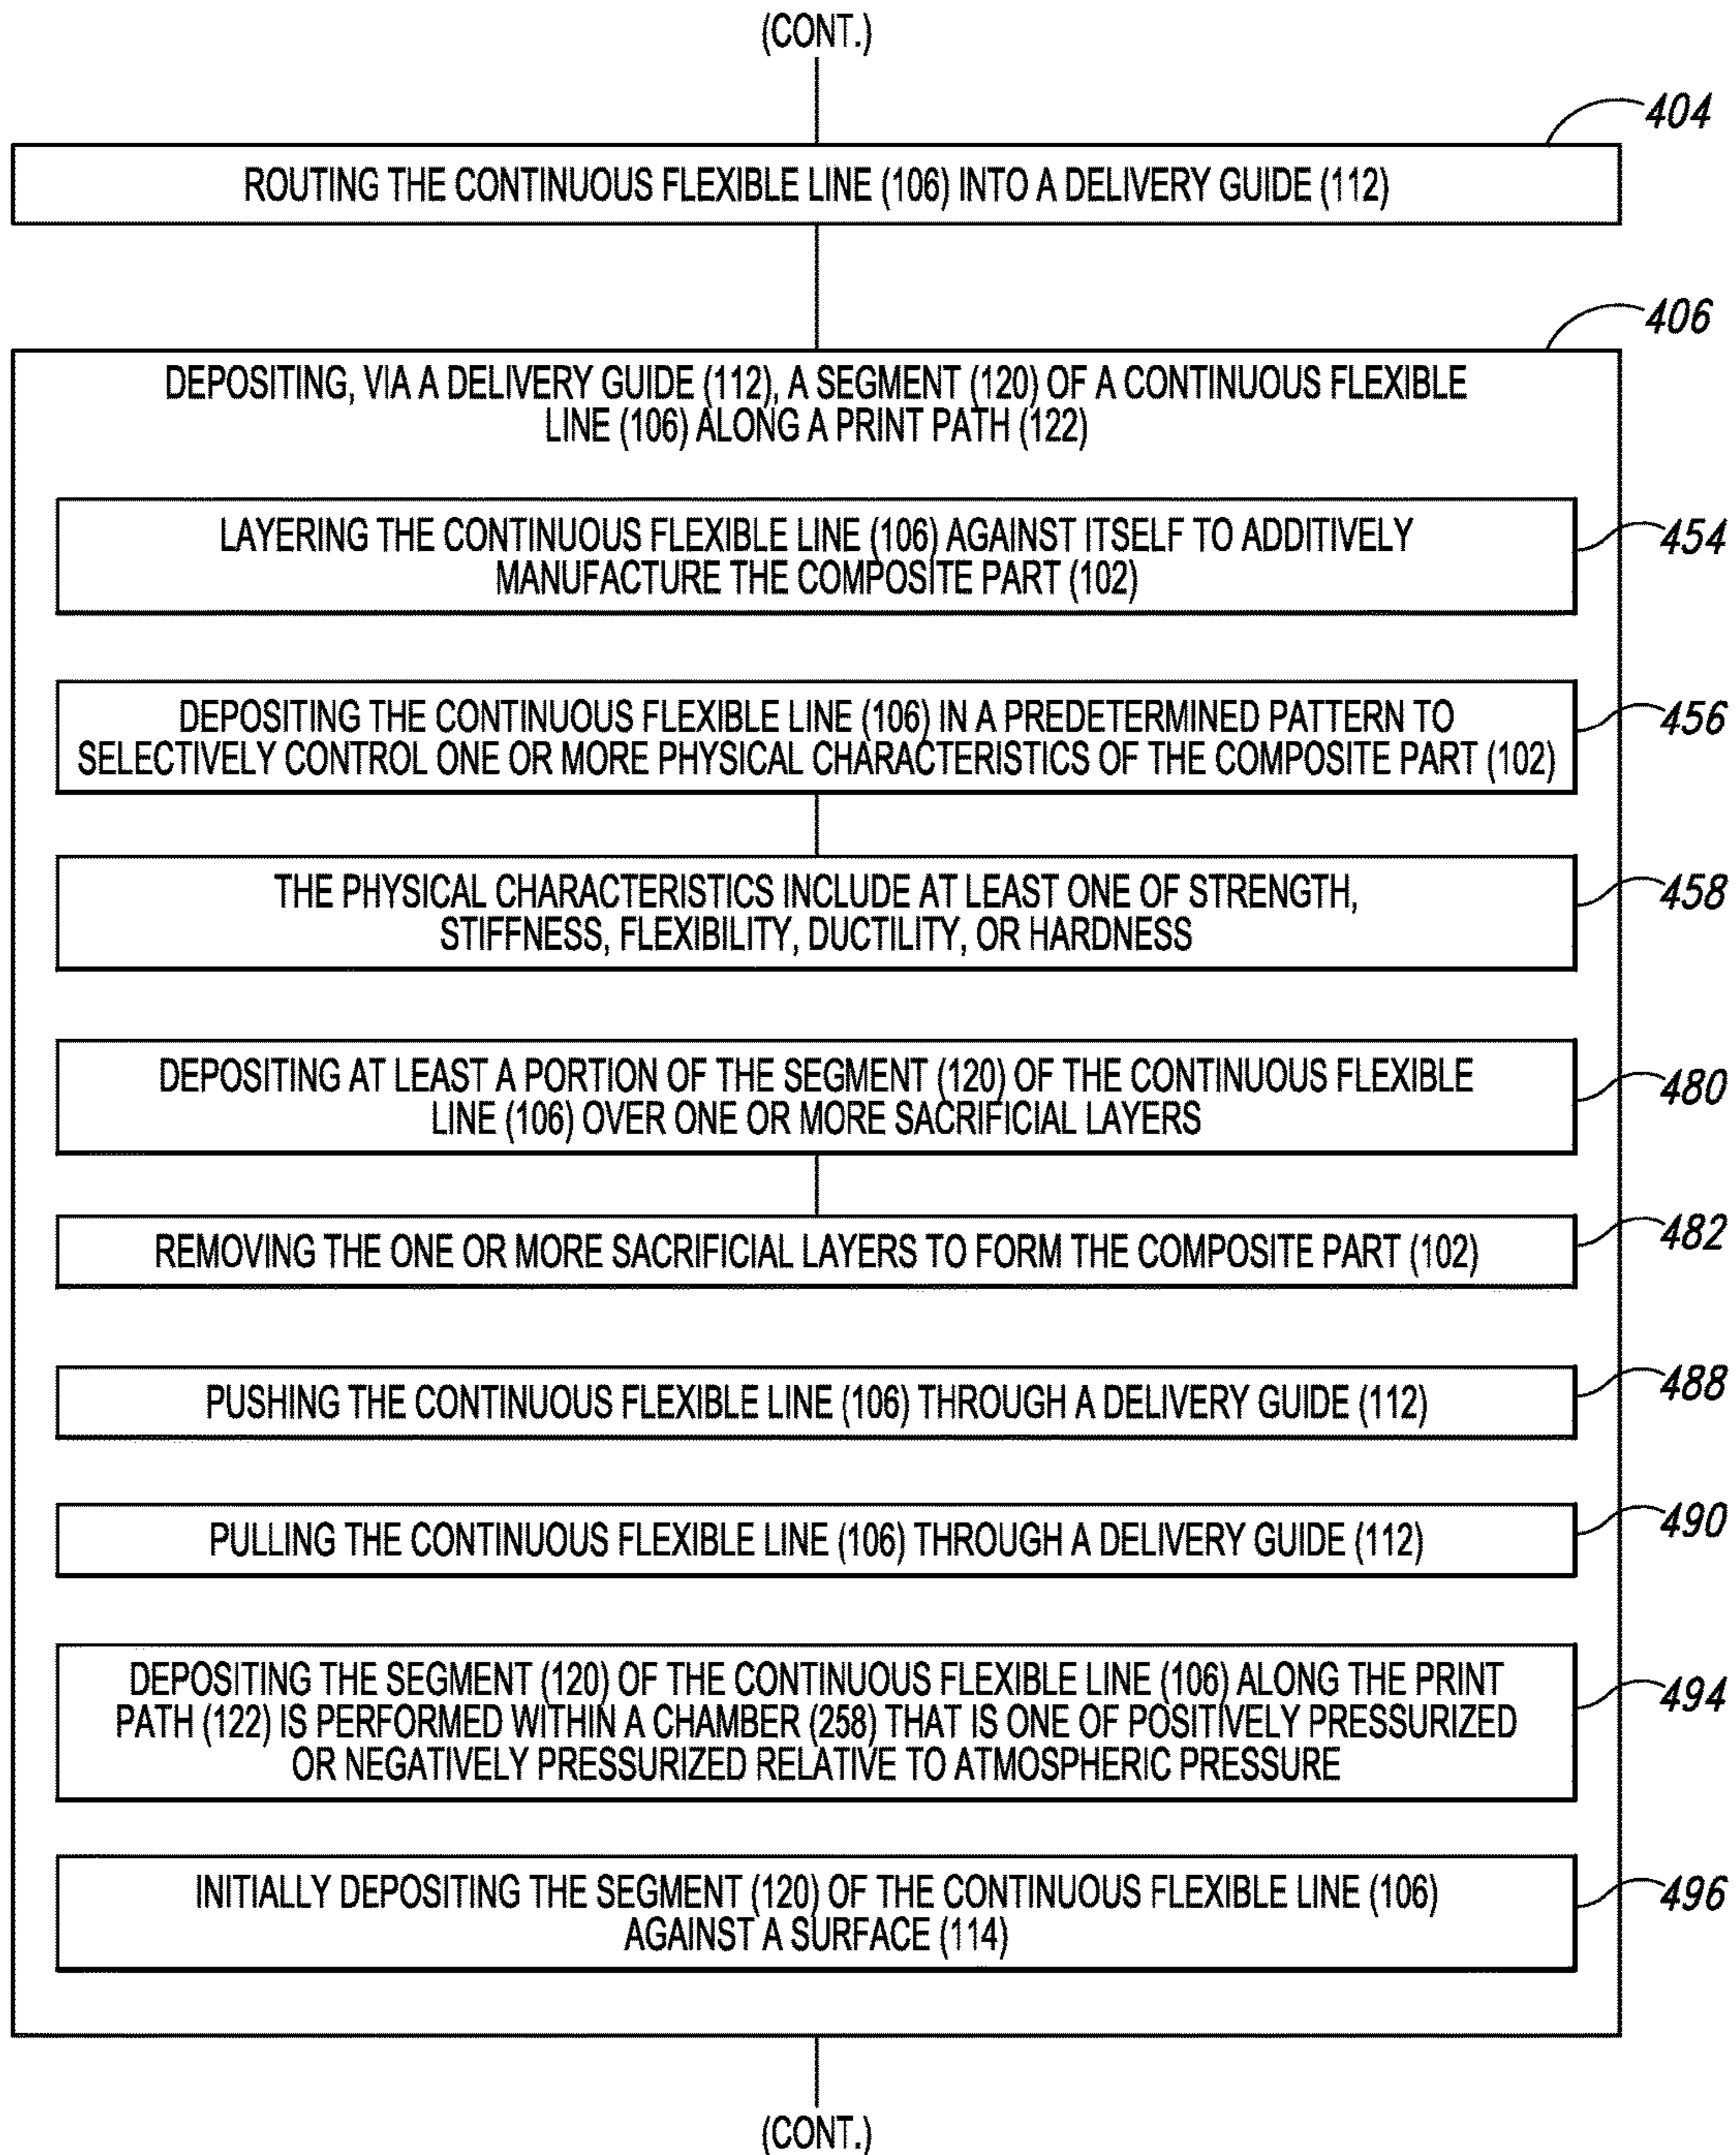 (CONT.)
404
ROUTING THE CONTINUOUS FLEXIBLE LINE (106) INTO A DELIVERY GUIDE (112)
406
DEPOSITING, VIA A DELIVERY GUIDE (112), A SEGMENT (120) OF A CONTINUOUS FLEXIBLE
LINE (106) ALONG A PRINT PATH (122)
LAYERING THE CONTINUOUS FLEXIBLE LINE (106) AGAINST ITSELF TO ADDITIVELY
MANUFACTURE THE COMPOSITE PART (102)
454
DEPOSITING THE CONTINUOUS FLEXIBLE LINE (106) IN A PREDETERMINED PATTERN TO
SELECTIVELY CONTROL ONE OR MORE PHYSICAL CHARACTERISTICS OF THE COMPOSITE PART (102)
456
THE PHYSICAL CHARACTERISTICS INCLUDE AT LEAST ONE OF STRENGTH,
STIFFNESS, FLEXIBILITY, DUCTILITY, OR HARDNESS
458
DEPOSITING AT LEAST A PORTION OF THE SEGMENT (120) OF THE CONTINUOUS FLEXIBLE
LINE (106) OVER ONE OR MORE SACRIFICIAL LAYERS
480
REMOVING THE ONE OR MORE SACRIFICIAL LAYERS TO FORM THE COMPOSITE PART (102)
482
PUSHING THE CONTINUOUS FLEXIBLE LINE (106) THROUGH A DELIVERY GUIDE (112)
488
PULLING THE CONTINUOUS FLEXIBLE LINE (106) THROUGH A DELIVERY GUIDE (112)
490
DEPOSITING THE SEGMENT (120) OF THE CONTINUOUS FLEXIBLE LINE (106) ALONG THE PRINT
PATH (122) IS PERFORMED WITHIN A CHAMBER (258) THAT IS ONE OF POSITIVELY PRESSURIZED
OR NEGATIVELY PRESSURIZED RELATIVE TO ATMOSPHERIC PRESSURE
494
INITIALLY DEPOSITING THE SEGMENT (120) OF THE CONTINUOUS FLEXIBLE LINE (106)
AGAINST A SURFACE (114)
496
(CONT.)